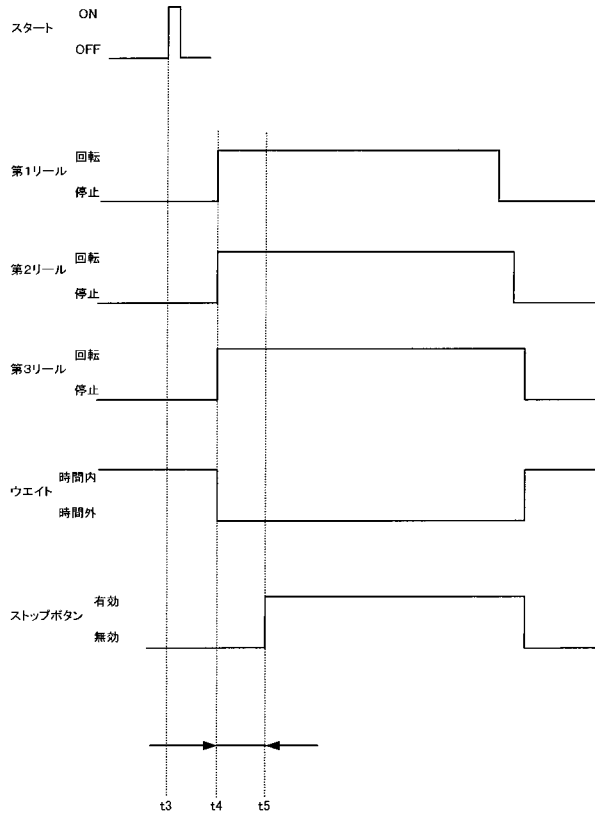 ON
スタート
OFF
回転
第1リール
停止
回転
第2リール
停止
回転
第3リール
停止
時間内
ウエイト
時間外
有効
ストップボタン
無効
t3 t4 t5